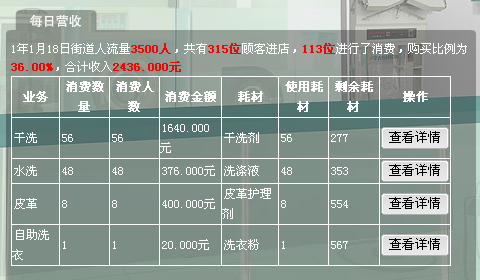 每日营收
1年1月18日街道人流量3500人，共有315位顾客进店，113位进行了消费，购买比例为
36.00%，合计收入2436.000元
业务 消费数量 消费人数 消费金额 耗材 使用耗材 剩余耗材 操作
干洗 56 56 1640.000元 干洗剂 56 277 查看详情
水洗 48 48 376.000元 洗涤液 48 353 查看详情
皮革 8 8 400.000元 皮革护理剂 8 554 查看详情
自助洗衣 1 1 20.000元 洗衣粉 1 567 查看详情